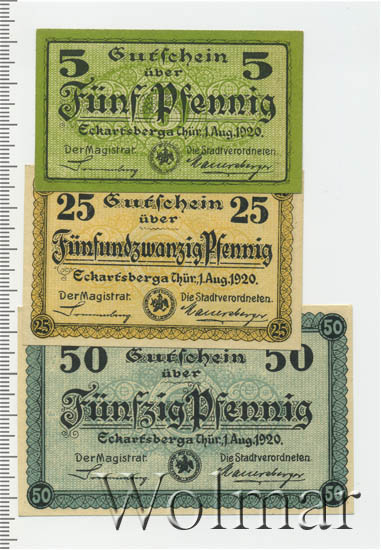 5 Gutschein 5
über
Fünf Pfennig
Eckartsberga Thür, 1. Aug. 1920.
Der Magistrat. Die Stadtverordneten.
25 Gutschein 25
über
Fünfundzwanzig Pfennig
Eckartsberga Thür, 1. Aug. 1920.
Der Magistrat. Die Stadtverordneten.
25 25
50 Gutschein 50 50
über
Fünfzig Pfennig
Eckartsberga Thür, 1. Aug. 1920.
Der Magistrat. Die Stadtverordneten.
50 50
Wolmar